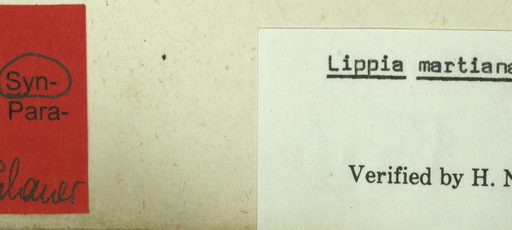 Syn-
Para-
Lippia martiana
Verified by H. N